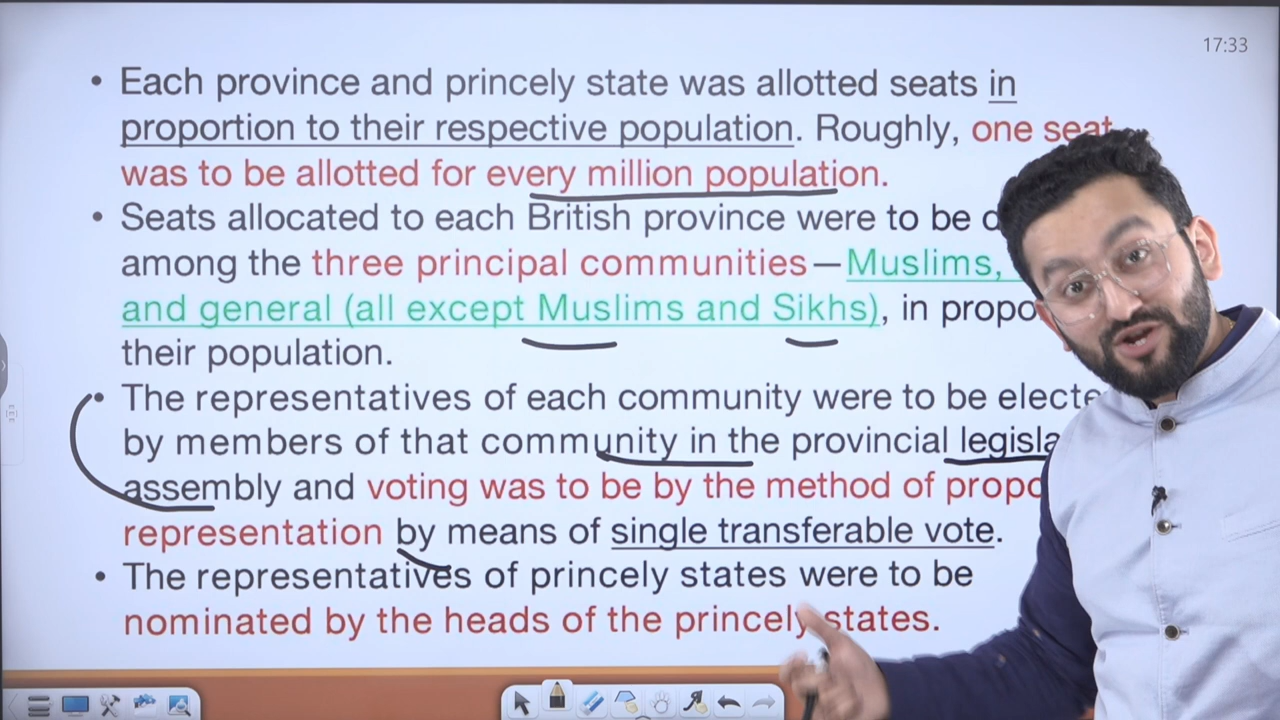 17:33
• Each province and princely state was allotted seats in
proportion to their respective population. Roughly, one seat
was to be allotted for every million population.
• Seats allocated to each British province were to be
among the three principal communities—Muslims,
and general (all except Muslims and Sikhs), in
their population.
• The representatives of each community were to be
by members of that community in the provincial
assembly and voting was to be by the method of
representation by means of single transferable vote.
• The representatives of princely states were to be
nominated by the heads of the princely states.